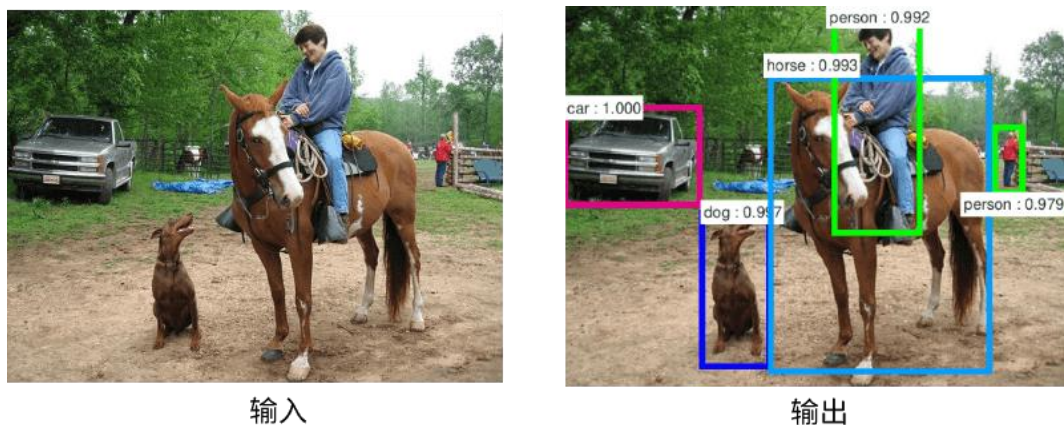 person : 0.992
horse : 0.993
car : 1.000
dog : 0.997
person : 0.979
输入
输出